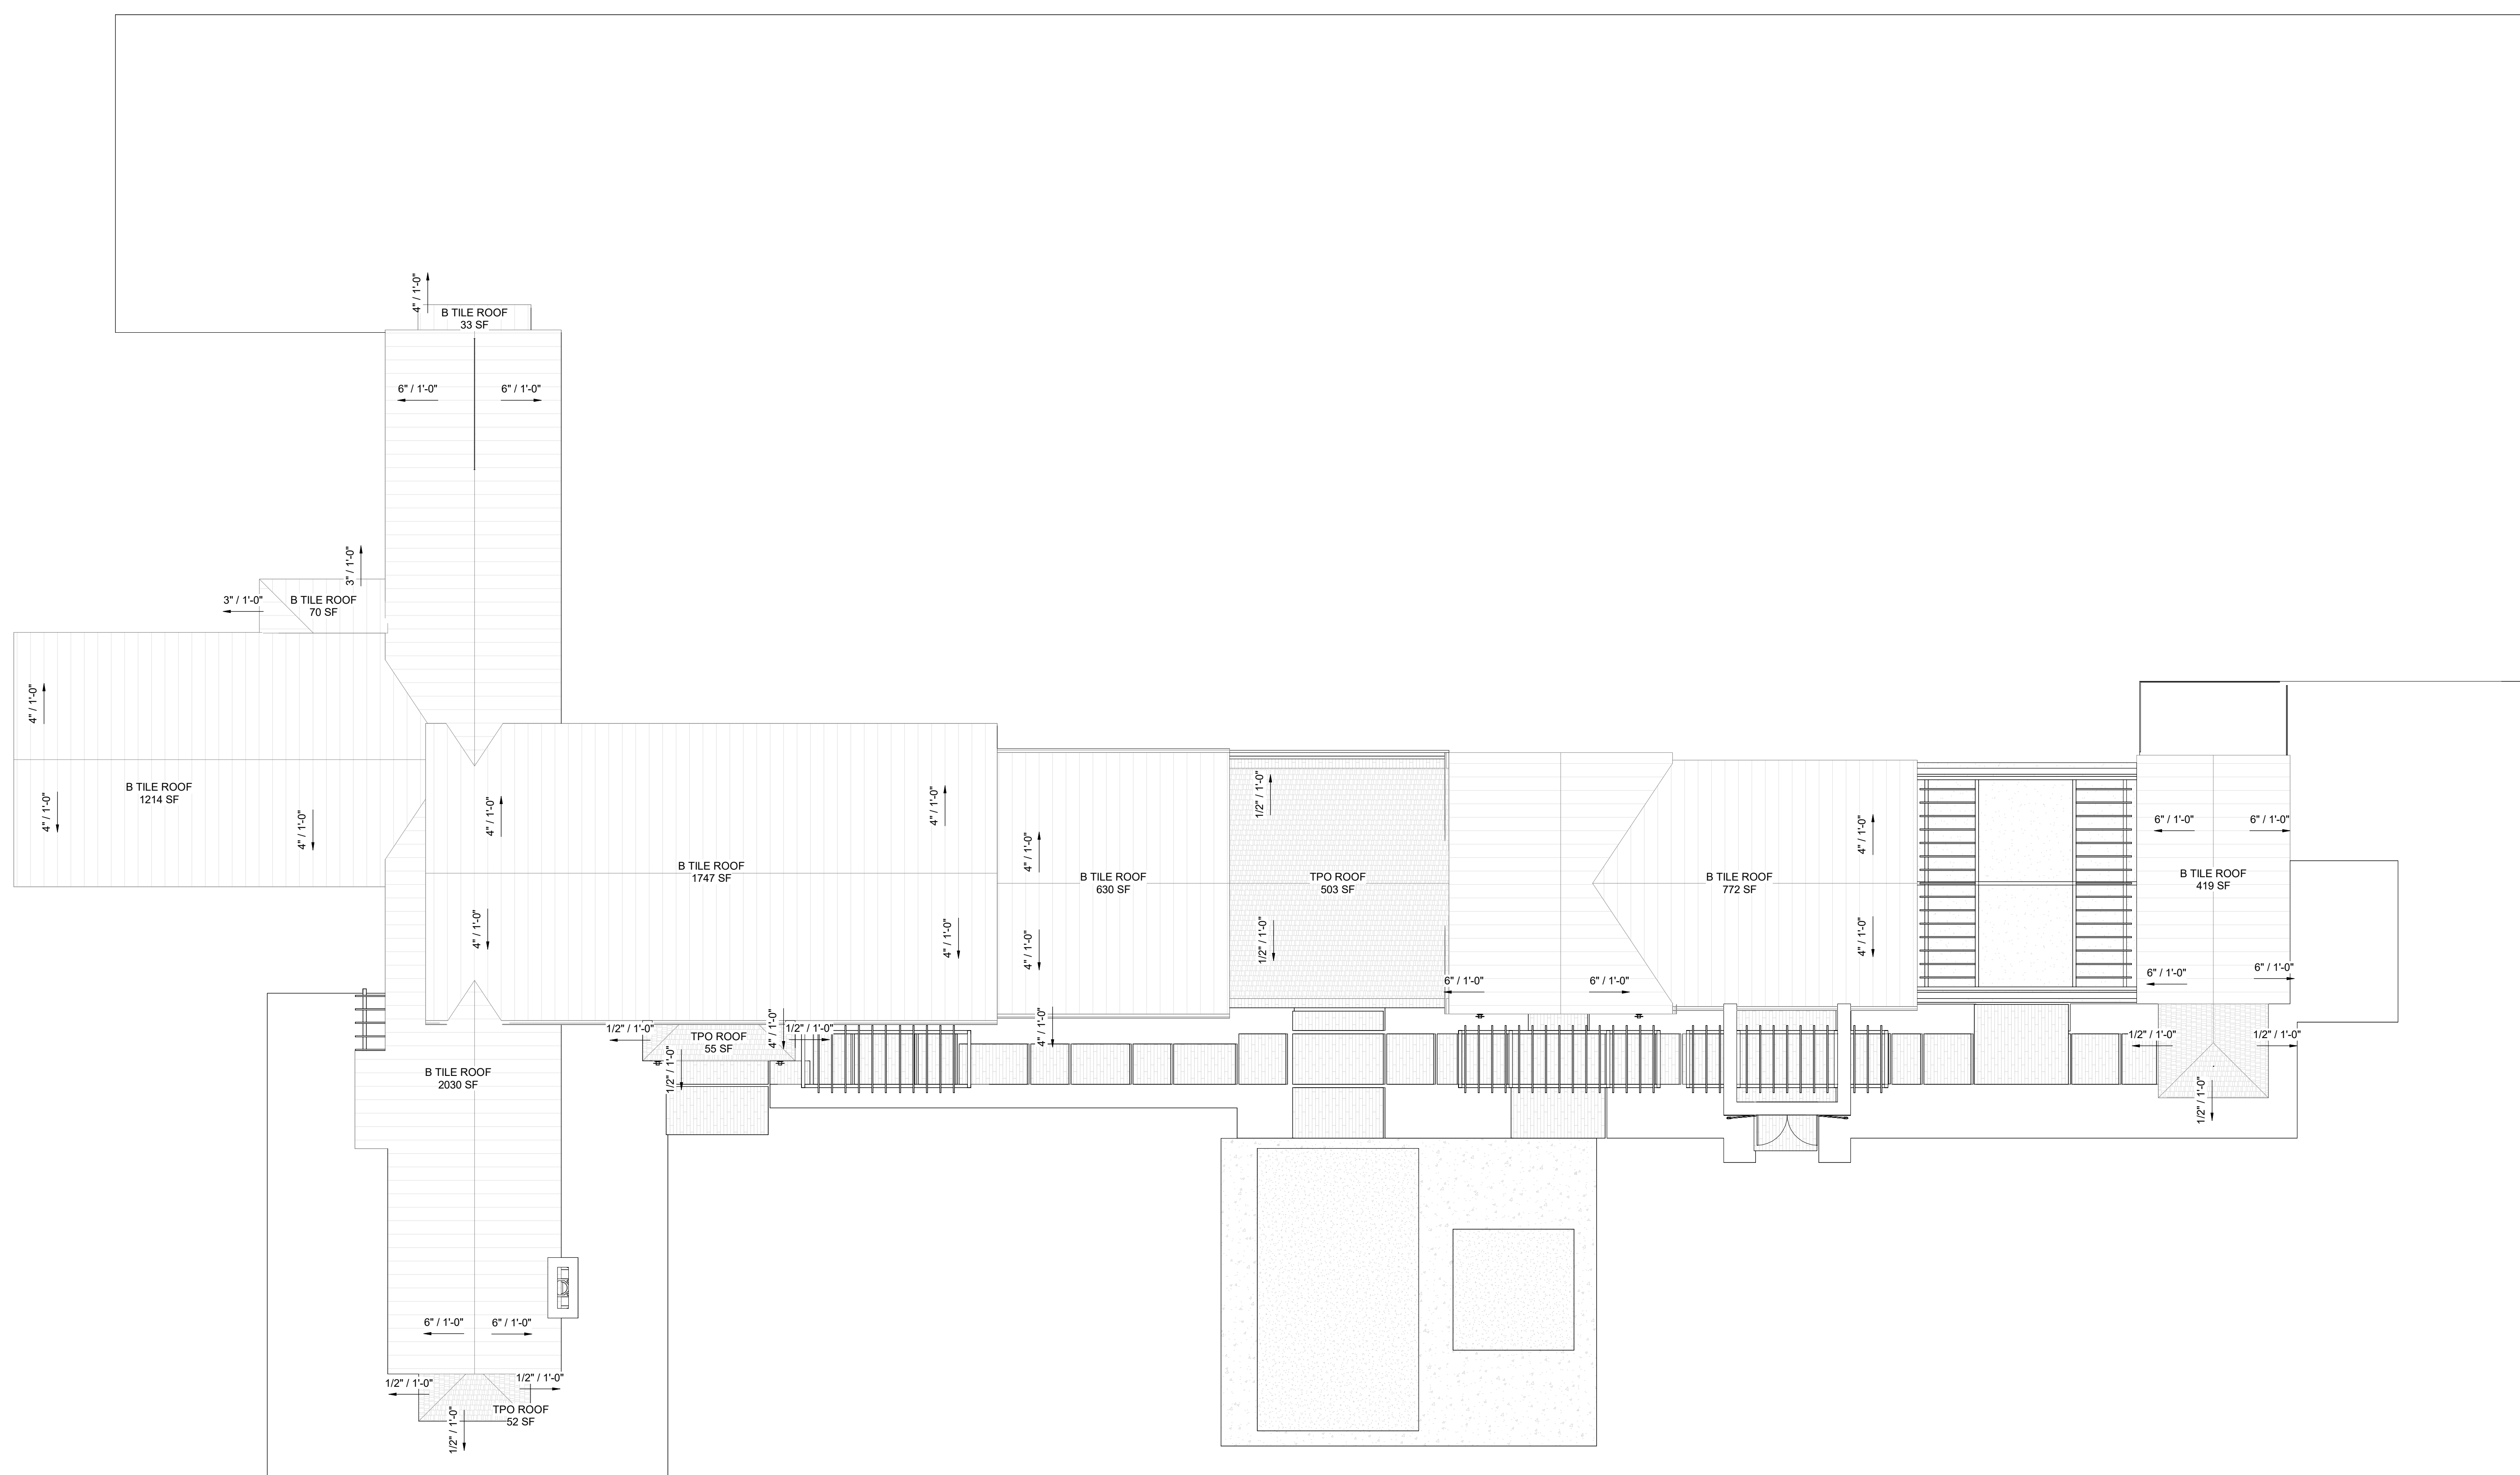 4" / 1'-0"
B TILE ROOF
33 SF
6" / 1'-0"
6" / 1'-0"
3" / 1'-0"
3" / 1'-0"
B TILE ROOF
70 SF
4" / 1'-0"
B TILE ROOF
1214 SF
4" / 1'-0"
4" / 1'-0"
4" / 1'-0"
4" / 1'-0"
B TILE ROOF
1747 SF
4" / 1'-0"
4" / 1'-0"
4" / 1'-0"
B TILE ROOF
630 SF
4" / 1'-0"
4" / 1'-0"
1/2" / 1'-0"
TPO ROOF
503 SF
1/2" / 1'-0"
6" / 1'-0"
6" / 1'-0"
4" / 1'-0"
B TILE ROOF
772 SF
4" / 1'-0"
6" / 1'-0"
6" / 1'-0"
B TILE ROOF
419 SF
6" / 1'-0"
6" / 1'-0"
1/2" / 1'-0"
TPO ROOF
55 SF
4" / 1'-0"
1/2" / 1'-0"
1/2" / 1'-0"
4" / 1'-0"
1/2" / 1'-0"
1/2" / 1'-0"
1/2" / 1'-0"
B TILE ROOF
2030 SF
6" / 1'-0"
6" / 1'-0"
1/2" / 1'-0"
1/2" / 1'-0"
TPO ROOF
52 SF
1/2" / 1'-0"